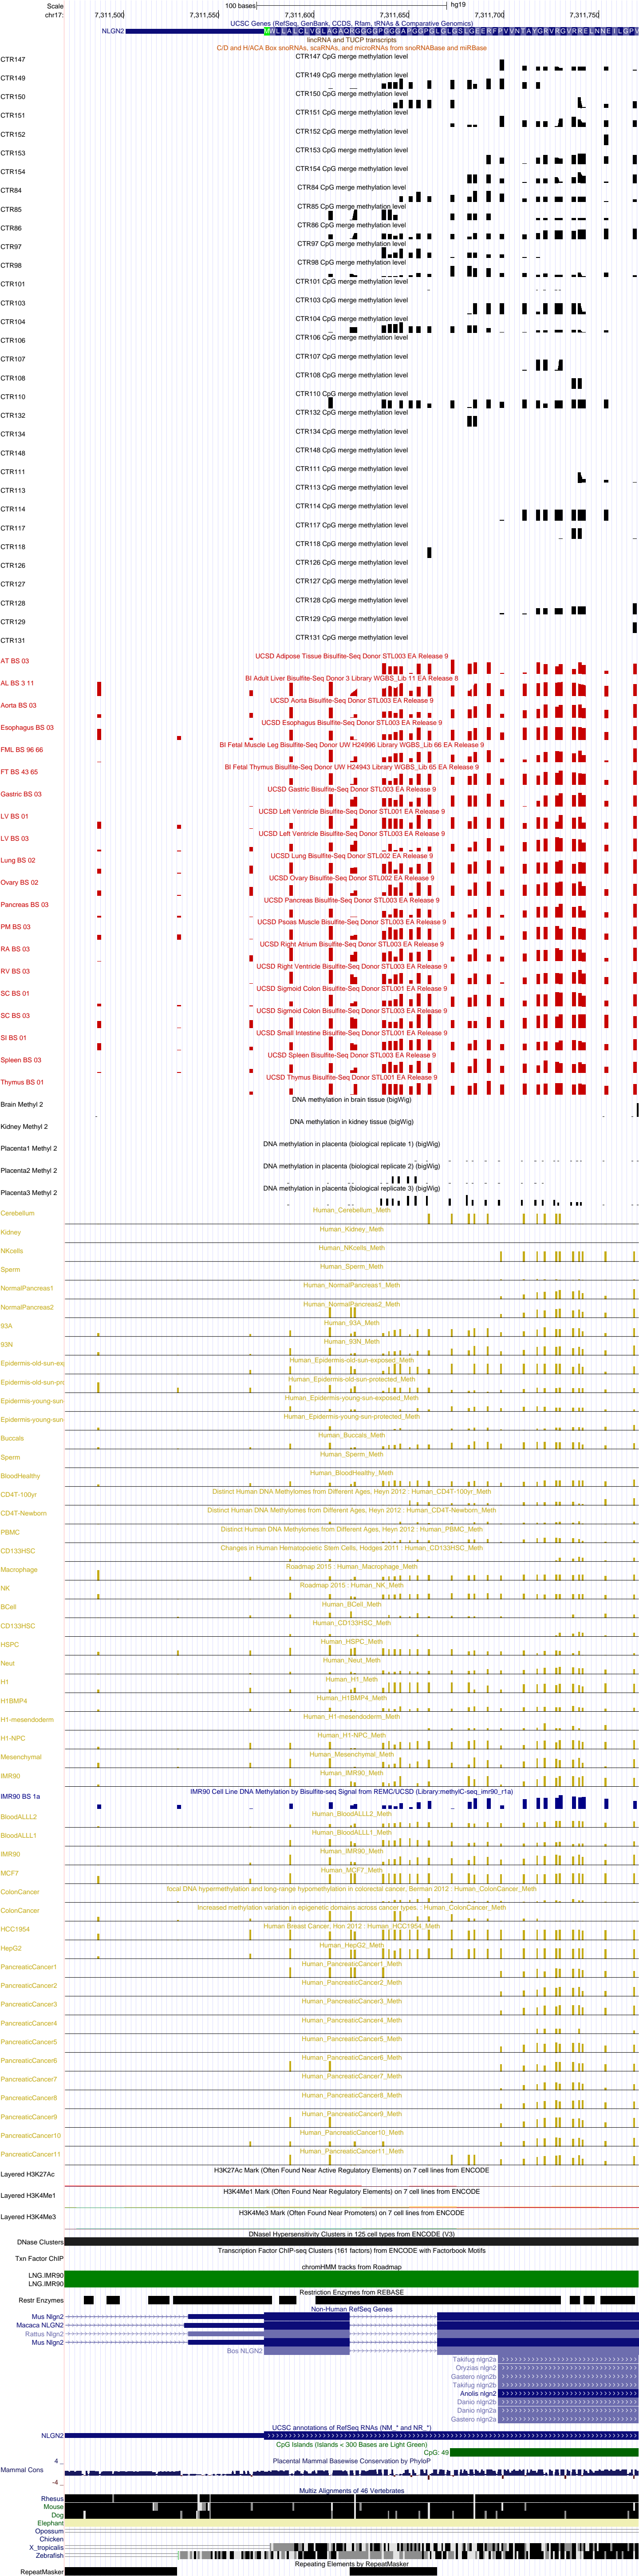 Scale 100 bases hg19
chr17: 7,311,500 7,311,550 7,311,600 7,311,650 7,311,700 7,311,750
UCSC Genes (RefSeq, GenBank, CCDS, Rfam, tRNAs & Comparative Genomics)
NLGN2
lincRNA and TUCP transcripts
C/D and H/ACA Box snoRNAs, scaRNAs, and microRNAs from snoRNABase and miRBase
CTR147 CpG merge methylation level
CTR147
CTR149 CpG merge methylation level
CTR149
CTR150 CpG merge methylation level
CTR150
CTR151 CpG merge methylation level
CTR151
CTR152 CpG merge methylation level
CTR152
CTR153 CpG merge methylation level
CTR153
CTR154 CpG merge methylation level
CTR154
CTR84 CpG merge methylation level
CTR84
CTR85 CpG merge methylation level
CTR85
CTR86 CpG merge methylation level
CTR86
CTR97 CpG merge methylation level
CTR97
CTR98 CpG merge methylation level
CTR98
CTR101 CpG merge methylation level
CTR101
CTR103 CpG merge methylation level
CTR103
CTR104 CpG merge methylation level
CTR104
CTR106 CpG merge methylation level
CTR106
CTR107 CpG merge methylation level
CTR107
CTR108 CpG merge methylation level
CTR108
CTR110 CpG merge methylation level
CTR110
CTR132 CpG merge methylation level
CTR132
CTR134 CpG merge methylation level
CTR134
CTR148 CpG merge methylation level
CTR148
CTR111 CpG merge methylation level
CTR111
CTR113 CpG merge methylation level
CTR113
CTR114 CpG merge methylation level
CTR114
CTR117 CpG merge methylation level
CTR117
CTR118 CpG merge methylation level
CTR118
CTR126 CpG merge methylation level
CTR126
CTR127 CpG merge methylation level
CTR127
CTR128 CpG merge methylation level
CTR128
CTR129 CpG merge methylation level
CTR129
CTR131 CpG merge methylation level
CTR131
UCSD Adipose Tissue Bisulfite-Seq Donor STL003 EA Release 9
AT BS 03
BI Adult Liver Bisulfite-Seq Donor 3 Library WGBS_Lib 11 EA Release 8
AL BS 3 11
UCSD Aorta Bisulfite-Seq Donor STL003 EA Release 9
Aorta BS 03
UCSD Esophagus Bisulfite-Seq Donor STL003 EA Release 9
Esophagus BS 03
BI Fetal Muscle Leg Bisulfite-Seq Donor UW H24996 Library WGBS_Lib 66 EA Release 9
FML BS 96 66
BI Fetal Thymus Bisulfite-Seq Donor UW H24943 Library WGBS_Lib 65 EA Release 9
FT BS 43 65
UCSD Gastric Bisulfite-Seq Donor STL003 EA Release 9
Gastric BS 03
UCSD Left Ventricle Bisulfite-Seq Donor STL001 EA Release 9
LV BS 01
UCSD Left Ventricle Bisulfite-Seq Donor STL003 EA Release 9
LV BS 03
UCSD Lung Bisulfite-Seq Donor STL002 EA Release 9
Lung BS 02
UCSD Ovary Bisulfite-Seq Donor STL002 EA Release 9
Ovary BS 02
UCSD Pancreas Bisulfite-Seq Donor STL003 EA Release 9
Pancreas BS 03
UCSD Psoas Muscle Bisulfite-Seq Donor STL003 EA Release 9
PM BS 03
UCSD Right Atrium Bisulfite-Seq Donor STL003 EA Release 9
RA BS 03
UCSD Right Ventricle Bisulfite-Seq Donor STL003 EA Release 9
RV BS 03
UCSD Sigmoid Colon Bisulfite-Seq Donor STL001 EA Release 9
SC BS 01
UCSD Sigmoid Colon Bisulfite-Seq Donor STL003 EA Release 9
SC BS 03
UCSD Small Intestine Bisulfite-Seq Donor STL001 EA Release 9
SI BS 01
UCSD Spleen Bisulfite-Seq Donor STL003 EA Release 9
Spleen BS 03
UCSD Thymus Bisulfite-Seq Donor STL001 EA Release 9
Thymus BS 01
DNA methylation in brain tissue (bigWig)
Brain Methyl 2
DNA methylation in kidney tissue (bigWig)
Kidney Methyl 2
DNA methylation in placenta (biological replicate 1) (bigWig)
Placenta1 Methyl 2
DNA methylation in placenta (biological replicate 2) (bigWig)
Placenta2 Methyl 2
DNA methylation in placenta (biological replicate 3) (bigWig)
Placenta3 Methyl 2
Human_Cerebellum_Meth
Cerebellum
Human_Kidney_Meth
Kidney
Human_NKcells_Meth
NKcells
Human_Sperm_Meth
Sperm
Human_NormalPancreas1_Meth
NormalPancreas1
Human_NormalPancreas2_Meth
NormalPancreas2
Human_93A_Meth
93A
Human_93N_Meth
93N
Human_Epidermis-old-sun-exposed_Meth
Epidermis-old-sun-ex
Human_Epidermis-old-sun-protected_Meth
Epidermis-old-sun-pro
Human_Epidermis-young-sun-exposed_Meth
Epidermis-young-sun
Human_Epidermis-young-sun-protected_Meth
Epidermis-young-sun
Human_Buccals_Meth
Buccals
Human_Sperm_Meth
Sperm
Human_BloodHealthy_Meth
BloodHealthy
Distinct Human DNA Methylomes from Different Ages, Heyn 2012 : Human_CD4T-100yr_Meth
CD4T-100yr
Distinct Human DNA Methylomes from Different Ages, Heyn 2012 : Human_CD4T-Newborn_Meth
CD4T-Newborn
Distinct Human DNA Methylomes from Different Ages, Heyn 2012 : Human_PBMC_Meth
PBMC
Changes in Human Hematopoietic Stem Cells, Hodges 2011 : Human_CD133HSC_Meth
CD133HSC
Roadmap 2015 : Human_Macrophage_Meth
Macrophage
Roadmap 2015 : Human_NK_Meth
NK
Human_BCell_Meth
BCell
Human_CD133HSC_Meth
CD133HSC
Human_HSPC_Meth
HSPC
Human_Neut_Meth
Neut
Human_H1_Meth
H1
Human_H1BMP4_Meth
H1BMP4
Human_H1-mesendoderm_Meth
H1-mesendoderm
Human_H1-NPC_Meth
H1-NPC
Human_Mesenchymal_Meth
Mesenchymal
Human_IMR90_Meth
IMR90
IMR90 Cell Line DNA Methylation by Bisulfite-seq Signal from REMC/UCSD (Library:methylC-seq_imr90_r1a)
IMR90 BS 1a
Human_BloodALLL2_Meth
BloodALLL2
Human_BloodALLL1_Meth
BloodALLL1
Human_IMR90_Meth
IMR90
Human_MCF7_Meth
MCF7
focal DNA hypermethylation and long-range hypomethylation in colorectal cancer, Berman 2012 : Human_ColonCancer_Meth
ColonCancer
Increased methylation variation in epigenetic domains across cancer types. : Human_ColonCancer_Meth
ColonCancer
Human Breast Cancer, Hon 2012 : Human_HCC1954_Meth
HCC1954
Human_HepG2_Meth
HepG2
Human_PancreaticCancer1_Meth
PancreaticCancer1
Human_PancreaticCancer2_Meth
PancreaticCancer2
Human_PancreaticCancer3_Meth
PancreaticCancer3
Human_PancreaticCancer4_Meth
PancreaticCancer4
Human_PancreaticCancer5_Meth
PancreaticCancer5
Human_PancreaticCancer6_Meth
PancreaticCancer6
Human_PancreaticCancer7_Meth
PancreaticCancer7
Human_PancreaticCancer8_Meth
PancreaticCancer8
Human_PancreaticCancer9_Meth
PancreaticCancer9
Human_PancreaticCancer10_Meth
PancreaticCancer10
Human_PancreaticCancer11_Meth
PancreaticCancer11
H3K27Ac Mark (Often Found Near Active Regulatory Elements) on 7 cell lines from ENCODE
Layered H3K27Ac
H3K4Me1 Mark (Often Found Near Regulatory Elements) on 7 cell lines from ENCODE
Layered H3K4Me1
H3K4Me3 Mark (Often Found Near Promoters) on 7 cell lines from ENCODE
Layered H3K4Me3
DNaseI Hypersensitivity Clusters in 125 cell types from ENCODE (V3)
DNase Clusters
Transcription Factor ChIP-seq Clusters (161 factors) from ENCODE with Factorbook Motifs
Txn Factor ChIP
chromHMM tracks from Roadmap
LNG.IMR90
LNG.IMR90
Restriction Enzymes from REBASE
Restr Enzymes
Non-Human RefSeq Genes
Mus Nlgn2
Macaca NLGN2
Rattus Nlgn2
Mus Nlgn2
Bos NLGN2
Takifug nlgn2a
Oryzias nlgn2
Gastero nlgn2b
Takifug nlgn2b
Anolis nlgn2
Danio nlgn2b
Danio nlgn2a
Gastero nlgn2a
UCSC annotations of RefSeq RNAs (NM_* and NR_*)
NLGN2
CpG Islands (Islands < 300 Bases are Light Green)
CpG: 49
Placental Mammal Basewise Conservation by PhyloP
4 _
Mammal Cons
-4 _
Multiz Alignments of 46 Vertebrates
Rhesus
Mouse
Dog
Elephant
Opossum
Chicken
X_tropicalis
Zebrafish
Repeating Elements by RepeatMasker
RepeatMasker